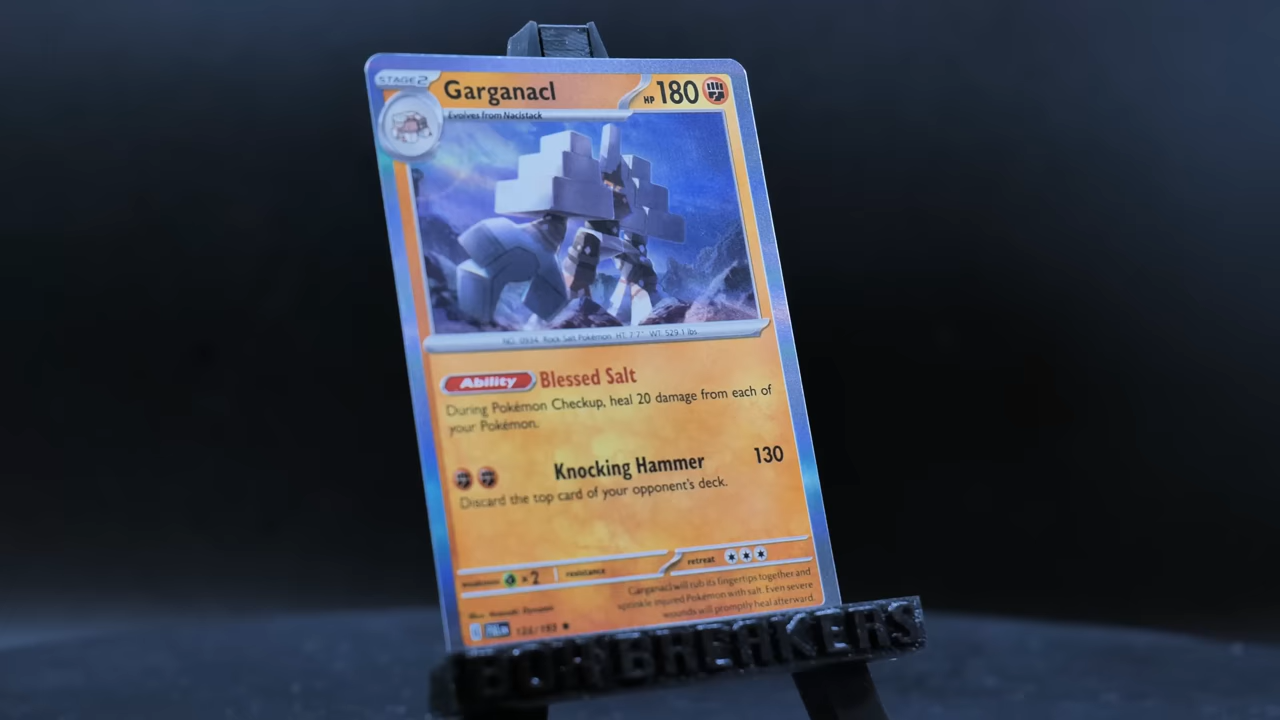 STAGE2
Garganacl
HP 180
Evolves from Naclstack
NO. 0934 Rock Salt Pokémon HT: 7'7" WT: 529.1 lbs
Ability Blessed Salt
During Pokémon Checkup, heal 20 damage from each of
your Pokémon.
Knocking Hammer 130
Discard the top card of your opponent's deck.
weakness ×2 resistance retreat
Garganacl will rub its fingertips together and
sprinkle injured Pokémon with salt. Even severe
wounds will promptly heal afterward.
Illus.
PAL EN 124/193
BOXBREAKERS